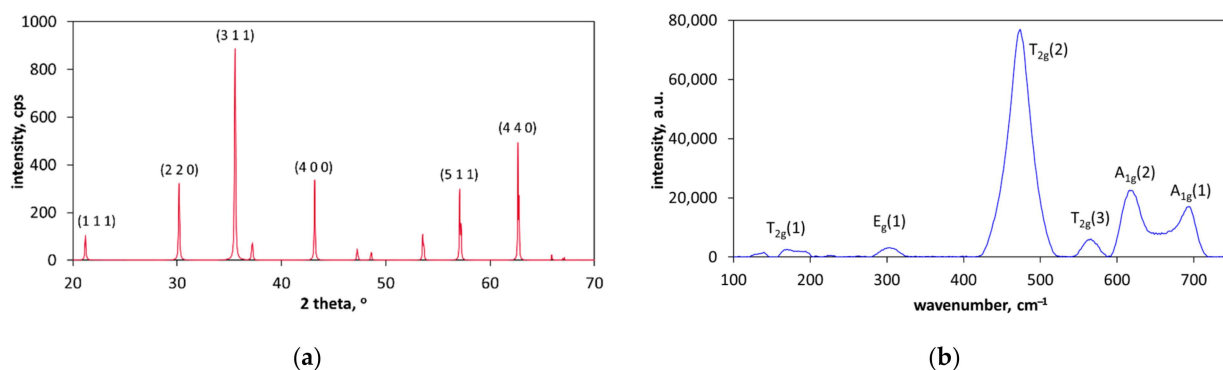 1000
800
600
400
200
0
intensity, cps
(1 1 1)
(2 2 0)
(3 1 1)
(4 0 0)
(5 1 1)
(4 4 0)
20 30 40 50 60 70
2 theta, °
(a)
80,000
60,000
40,000
20,000
0
intensity, a.u.
T2g(1)
Eg(1)
T2g(2)
T2g(3)
A1g(2)
A1g(1)
100 200 300 400 500 600 700
wavenumber, cm⁻¹
(b)